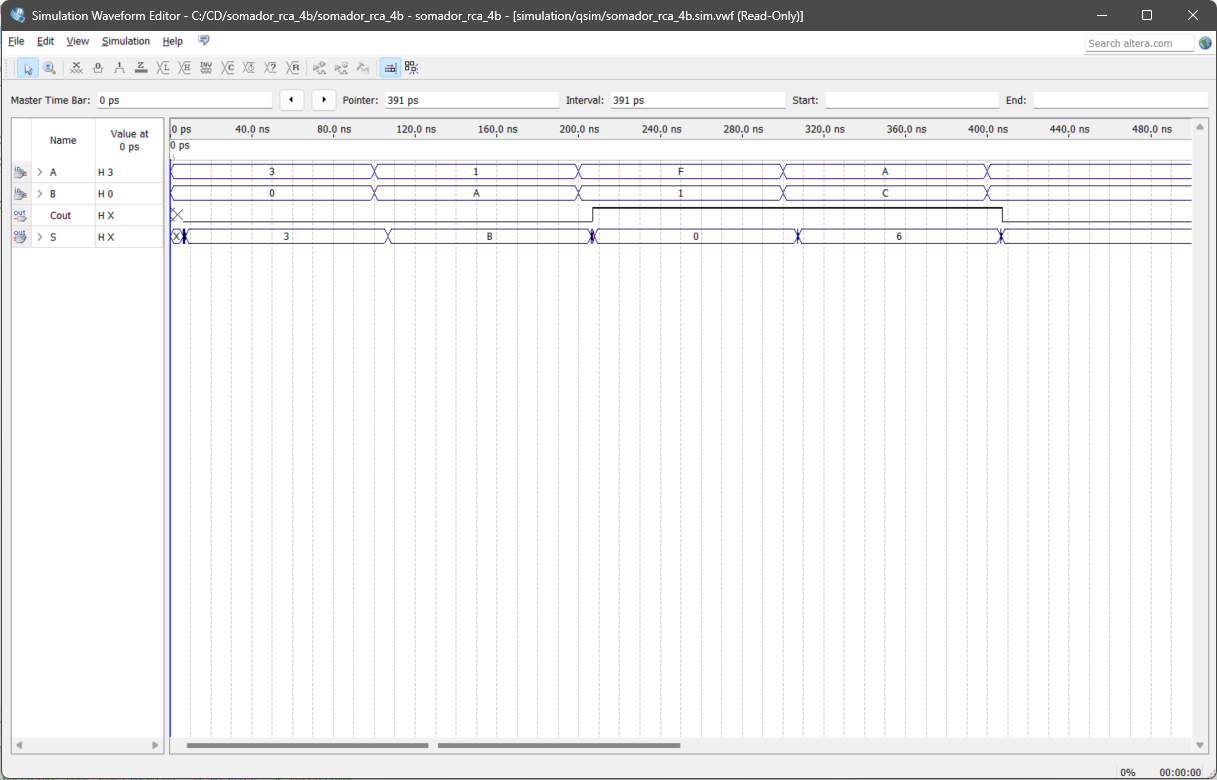 Simulation Waveform Editor - C:/CD/somador_rca_4b/somador_rca_4b - somador_rca_4b - [simulation/qsim/somador_rca_4b.sim.vwf (Read-Only)]
File Edit View Simulation Help
Search altera.com
Master Time Bar: 0 ps Pointer: 391 ps Interval: 391 ps Start: End:
Name Value at 0 ps
0 ps 40.0 ns 80.0 ns 120.0 ns 160.0 ns 200.0 ns 240.0 ns 280.0 ns 320.0 ns 360.0 ns 400.0 ns 440.0 ns 480.0 ns
0 ps
A H 3 3 1 F A
B H 0 0 A 1 C
Cout H X
S H X X 3 B 0 6
0% 00:00:00